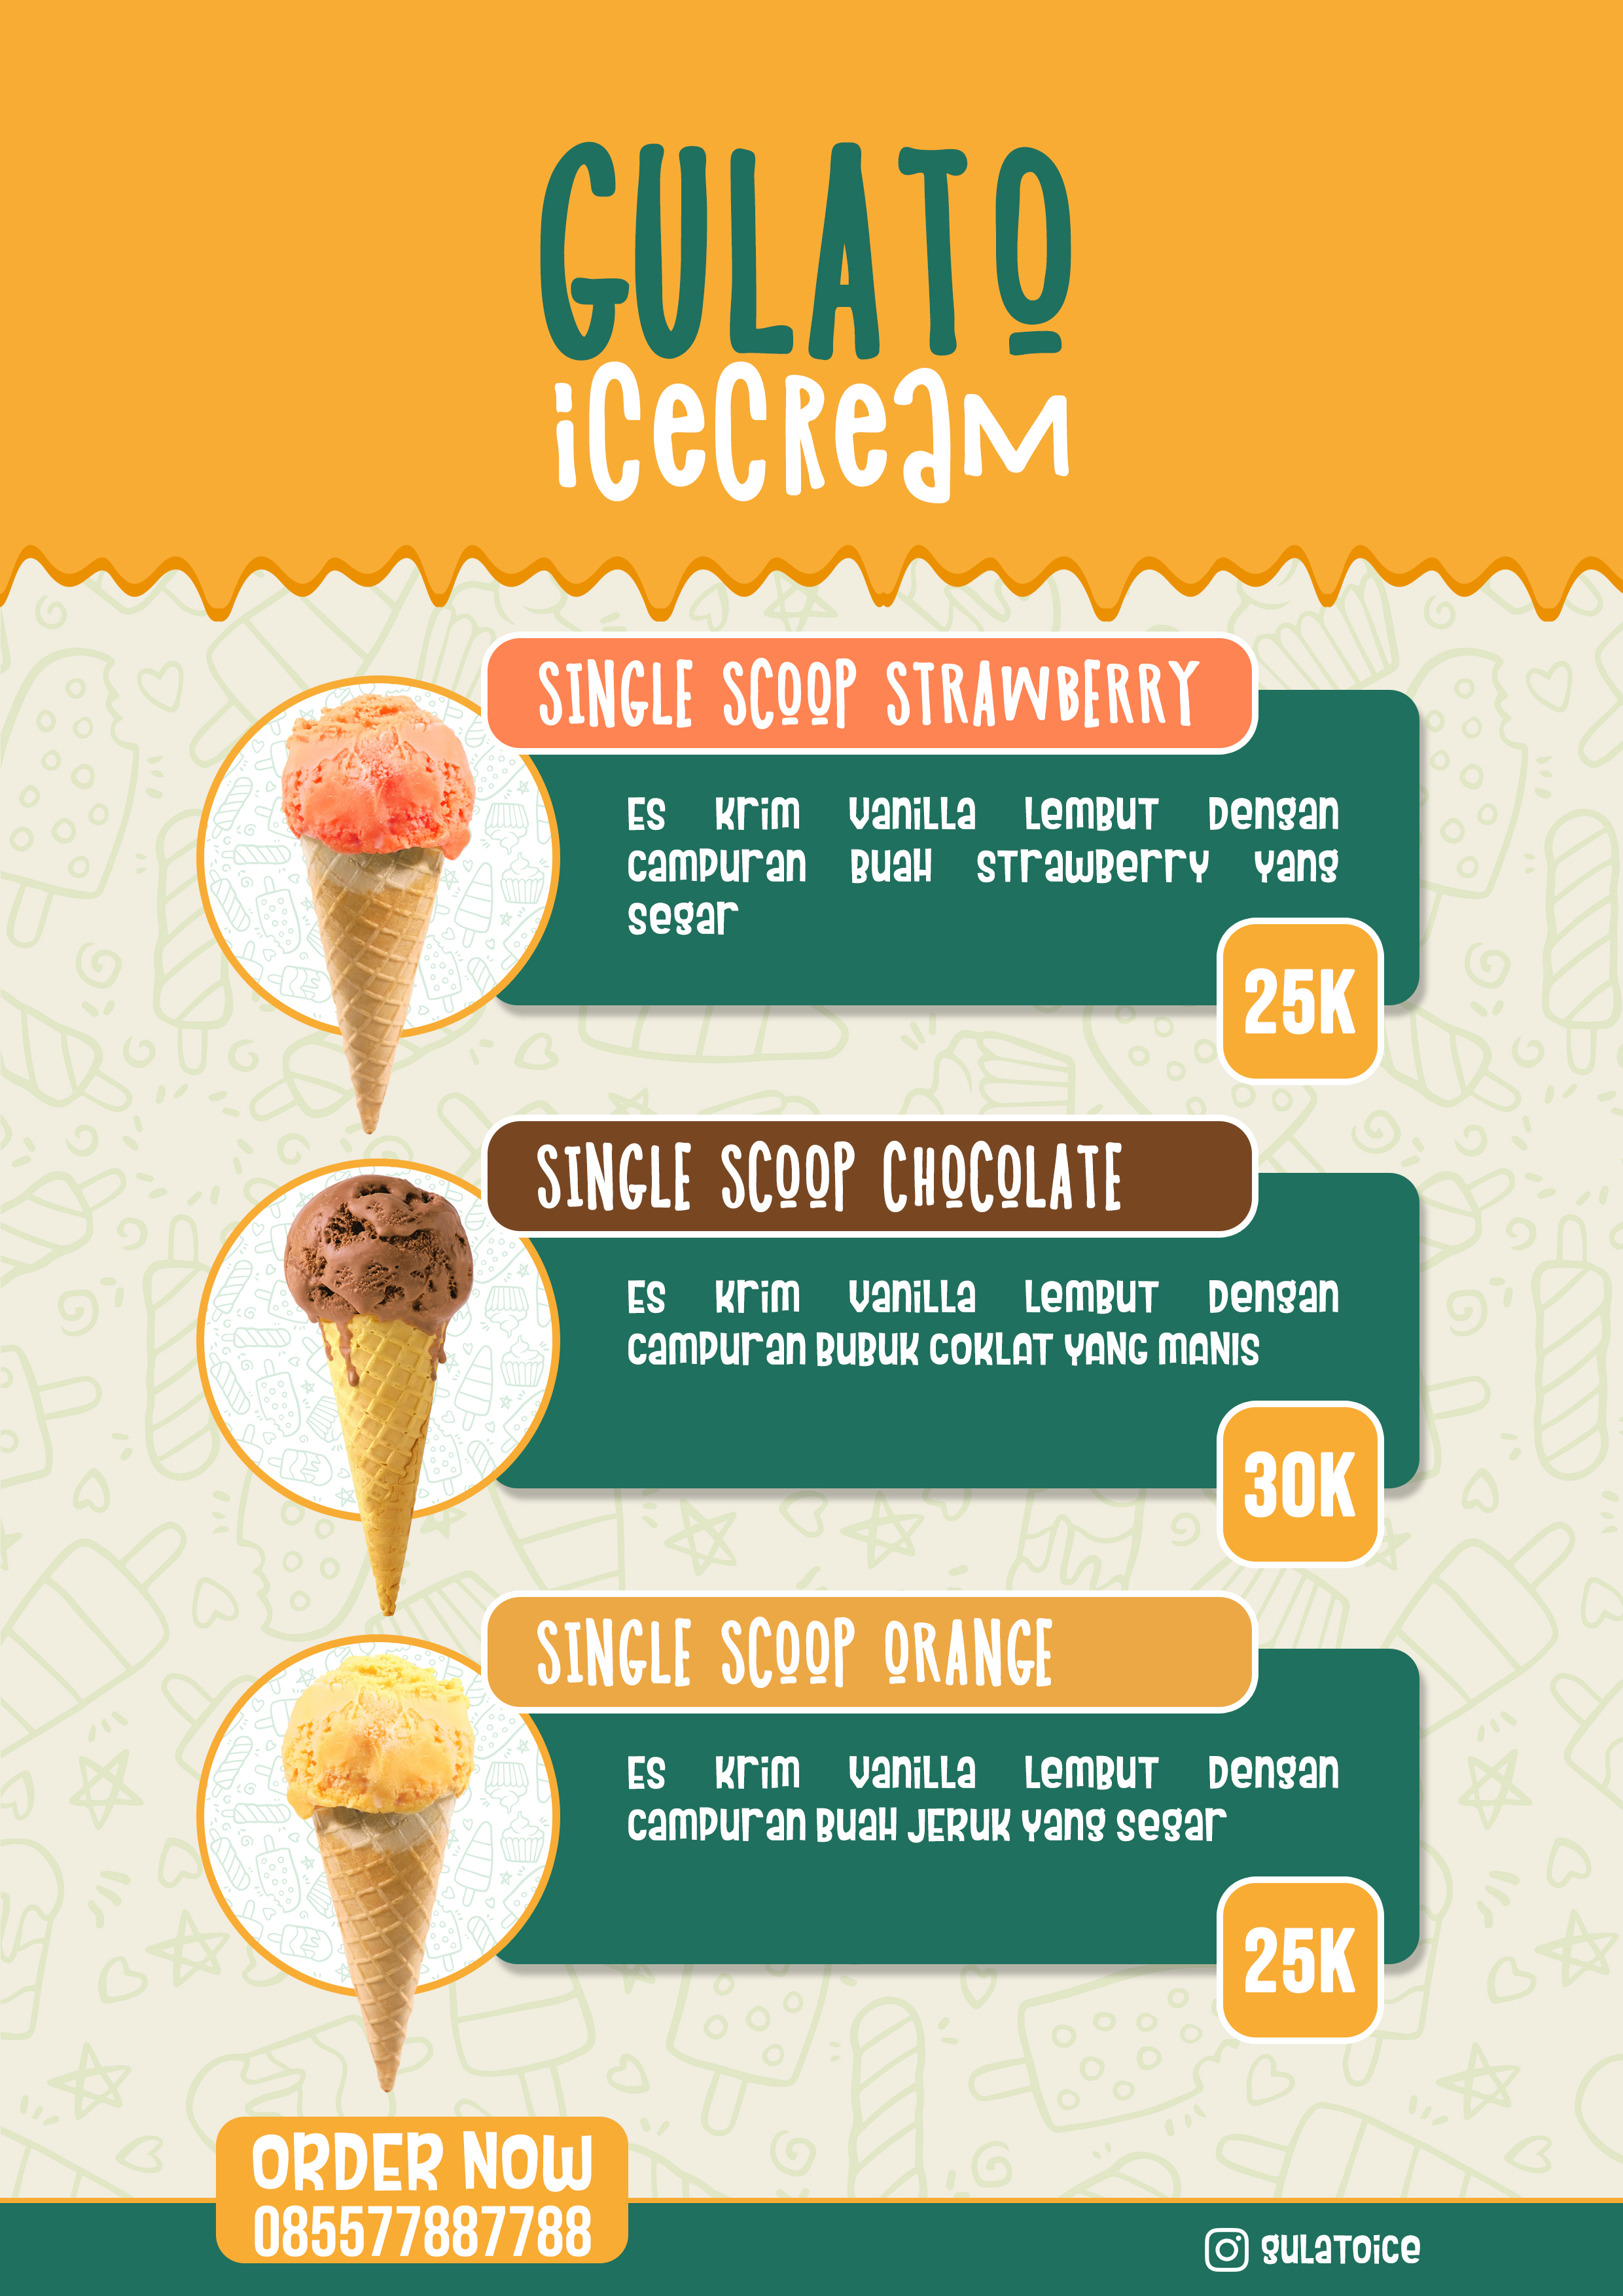 GULATO
iceCReaM
SINGLE SCOOP STRAWBERRY
Es Krim Vanilla Lembut Dengan
Campuran Buah Strawberry Yang
Segar
25K
SINGLE SCOOP CHOCOLATE
Es Krim Vanilla Lembut Dengan
Campuran BUBUK COKLAT YANG MANIS
30K
SINGLE SCOOP ORANGE
Es Krim Vanilla Lembut Dengan
Campuran Buah JERUK Yang Segar
25K
ORDER NOW
085577887788
gulatoice